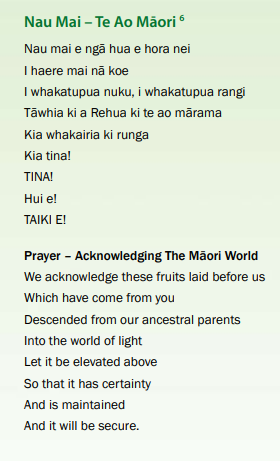 Nau Mai – Te Ao Māori ⁶
Nau mai e ngā hua e hora nei
I haere mai nā koe
I whakatupua nuku, i whakatupua rangi
Tāwhia ki a Rehua ki te ao mārama
Kia whakairia ki runga
Kia tina!
TINA!
Hui e!
TAIKI E!
Prayer – Acknowledging The Māori World
We acknowledge these fruits laid before us
Which have come from you
Descended from our ancestral parents
Into the world of light
Let it be elevated above
So that it has certainty
And is maintained
And it will be secure.